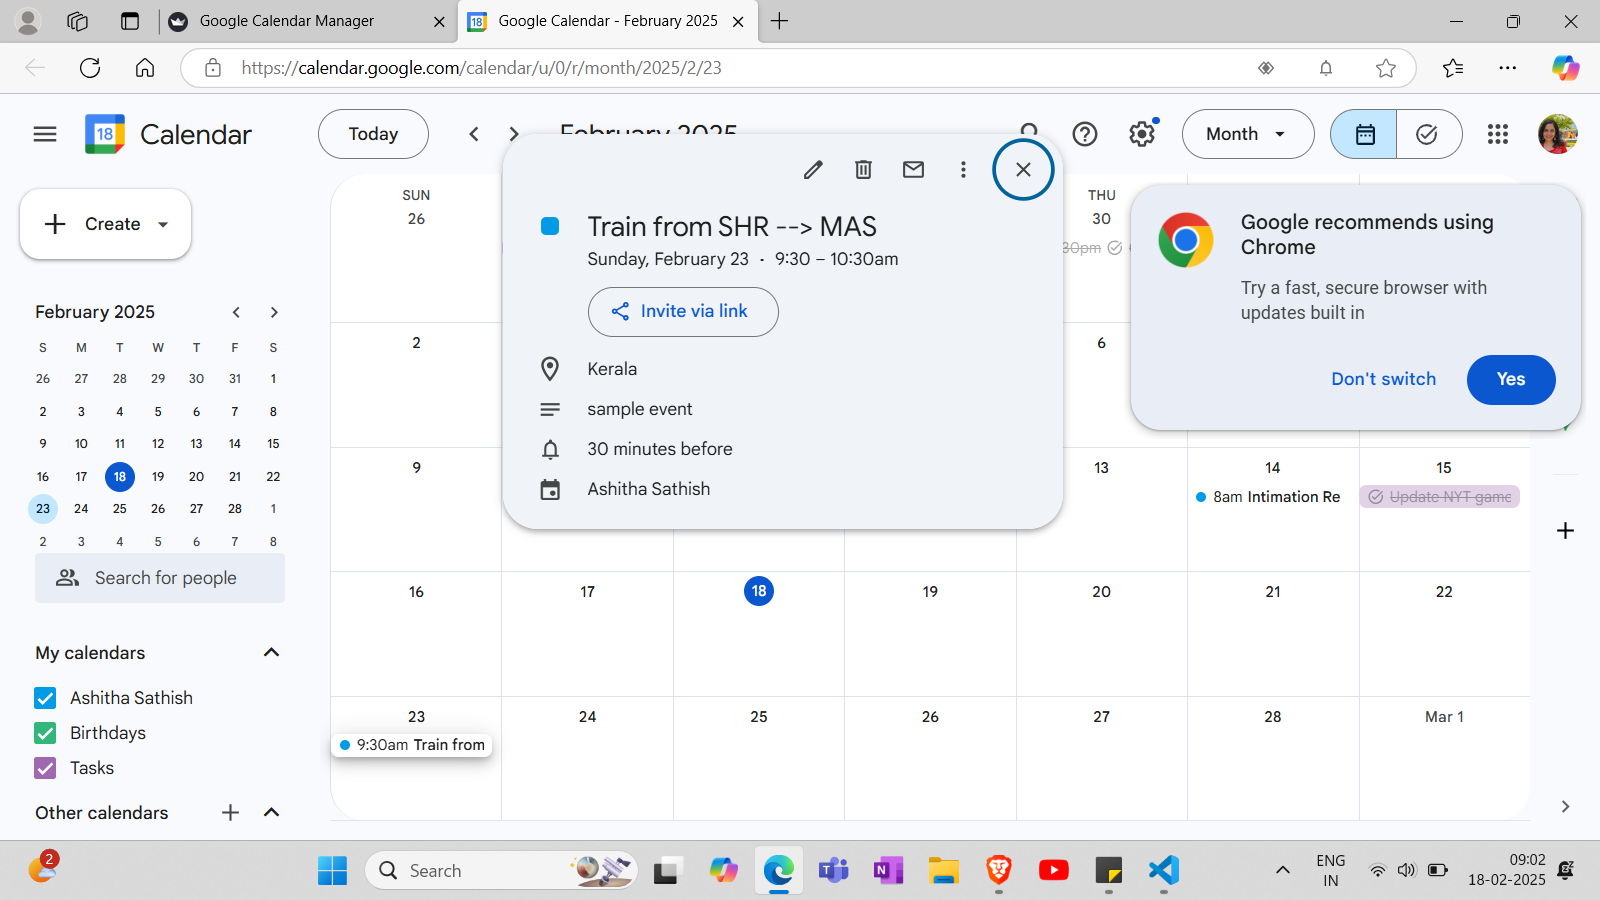 Google Calendar Manager
Google Calendar - February 2025
https://calendar.google.com/calendar/u/0/r/month/2025/2/23
18
Calendar
Today
February 2025
Month
Create
February 2025
S M T W T F S
26 27 28 29 30 31 1
2 3 4 5 6 7 8
9 10 11 12 13 14 15
16 17 18 19 20 21 22
23 24 25 26 27 28 1
2 3 4 5 6 7 8
Search for people
My calendars
Ashitha Sathish
Birthdays
Tasks
Other calendars
SUN
26
THU
30
30pm
Train from SHR --> MAS
Sunday, February 23 · 9:30 – 10:30am
Invite via link
Kerala
sample event
30 minutes before
Ashitha Sathish
Google recommends using
Chrome
Try a fast, secure browser with
updates built in
Don't switch
Yes
2
6
9
13
14
15
8am Intimation Re
Update NYT game
16
17
18
19
20
21
22
23
24
25
26
27
28
Mar 1
9:30am Train from
2
Search
ENG
IN
09:02
18-02-2025